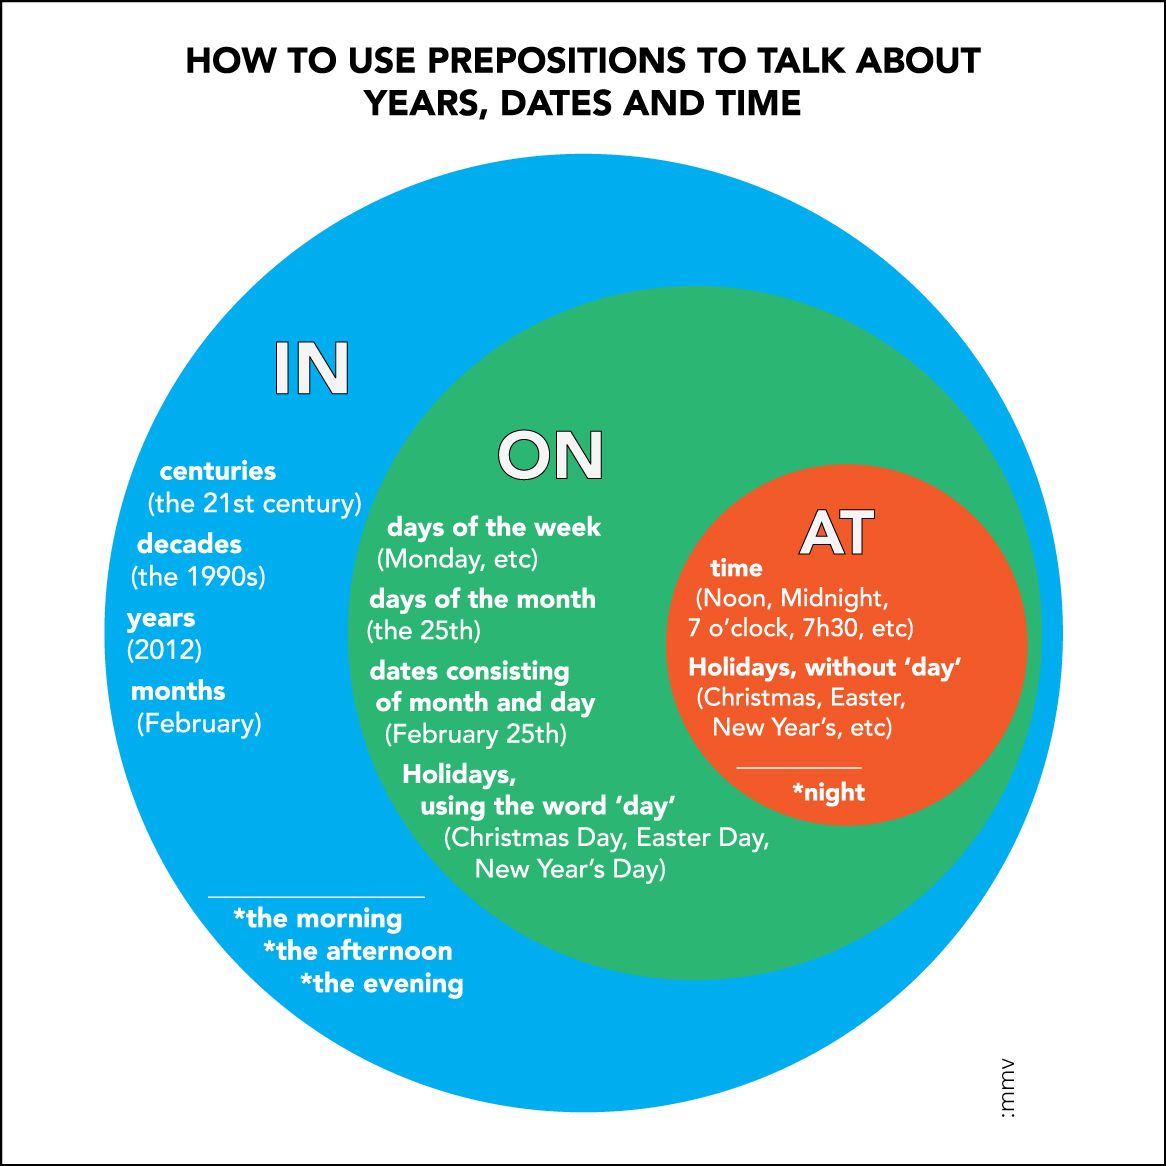 HOW TO USE PREPOSITIONS TO TALK ABOUT
YEARS, DATES AND TIME
IN
centuries
(the 21st century)
decades
(the 1990s)
years
(2012)
months
(February)
*the morning
*the afternoon
*the evening
ON
days of the week
(Monday, etc)
days of the month
(the 25th)
dates consisting
of month and day
(February 25th)
Holidays,
using the word ‘day’
(Christmas Day, Easter Day,
New Year’s Day)
AT
time
(Noon, Midnight,
7 o’clock, 7h30, etc)
Holidays, without ‘day’
(Christmas, Easter,
New Year’s, etc)
*night
:mmv